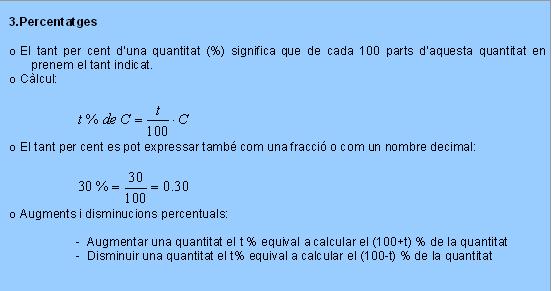 3.Percentatges
o El tant per cent d'una quantitat (%) significa que de cada 100 parts d'aquesta quantitat en
prenem el tant indicat.
o Càlcul:
t % de C = t/100 · C
o El tant per cent es pot expressar també com una fracció o com un nombre decimal:
30 % = 30/100 = 0.30
o Augments i disminucions percentuals:
- Augmentar una quantitat el t % equival a calcular el (100+t) % de la quantitat
- Disminuir una quantitat el t% equival a calcular el (100-t) % de la quantitat